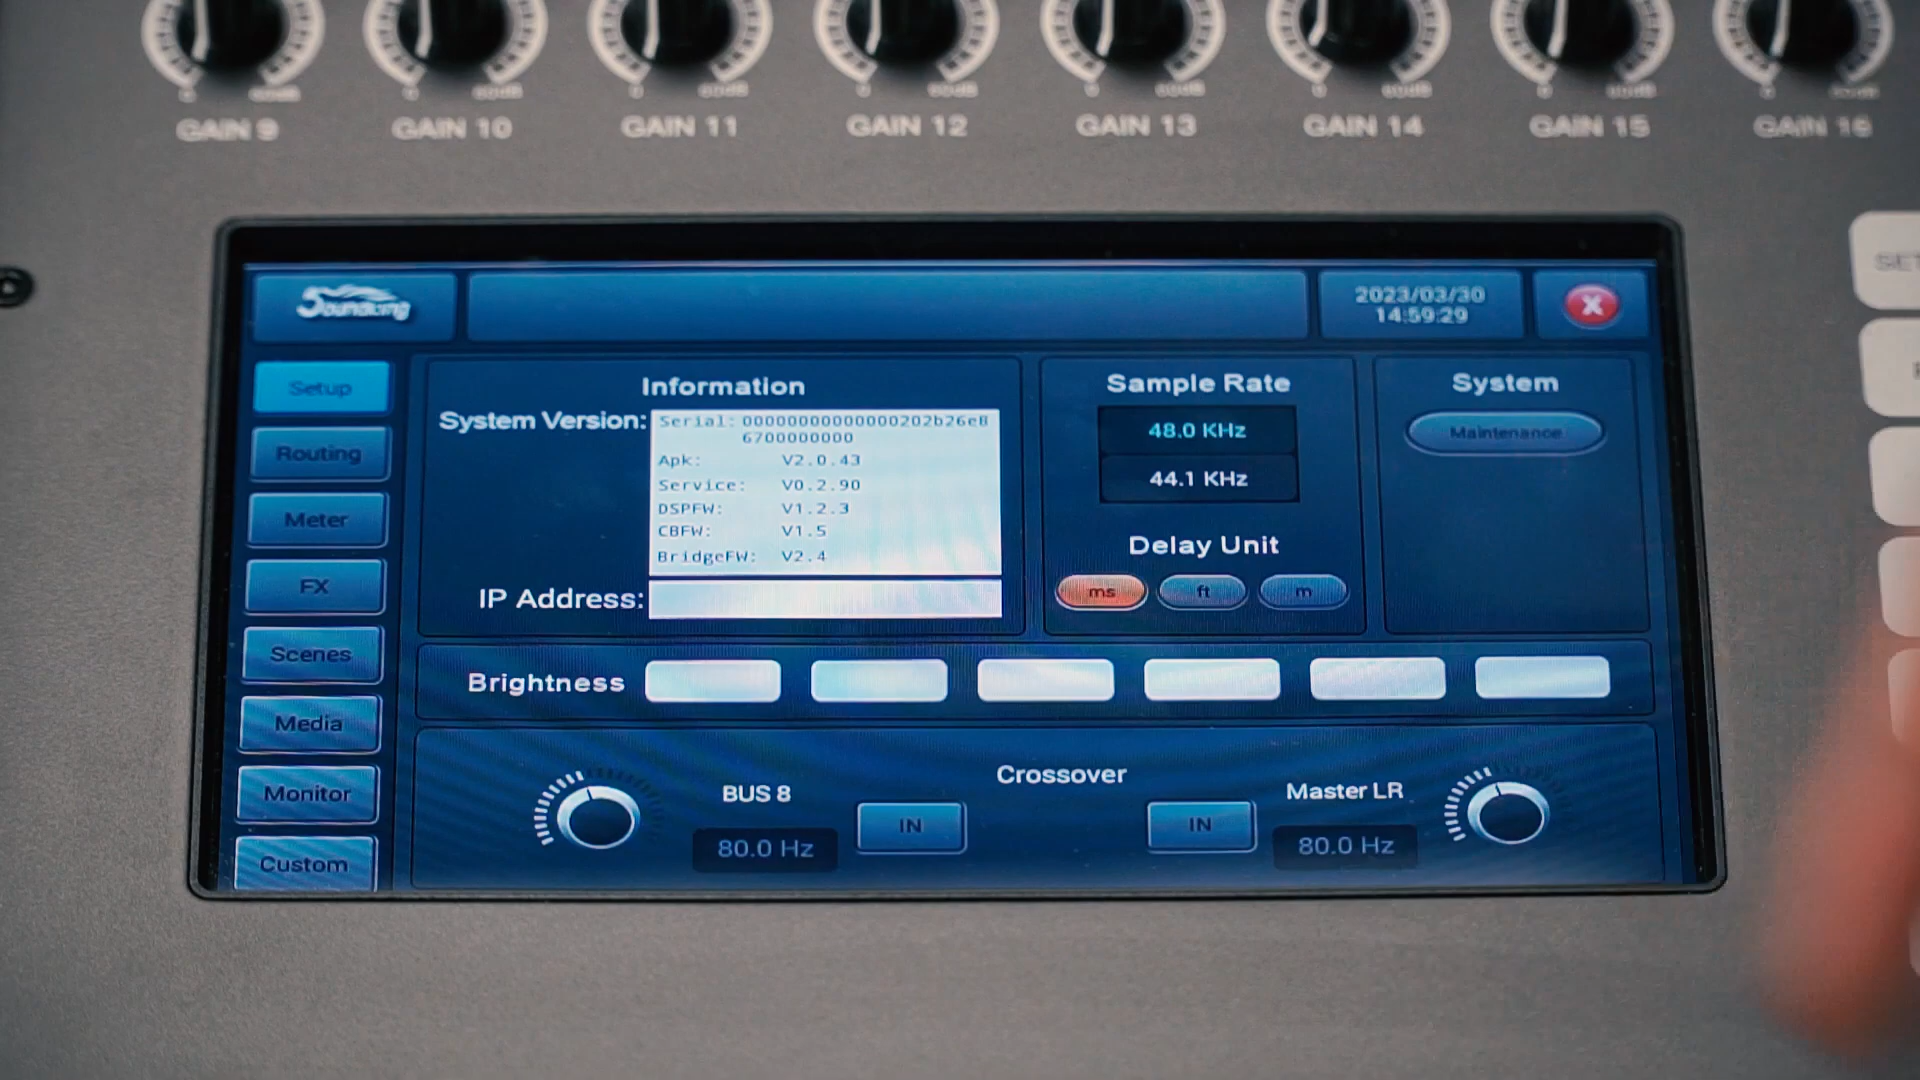 GAIN 9 GAIN 10 GAIN 11 GAIN 12 GAIN 13 GAIN 14 GAIN 15 GAIN 16
Soundking
2023/03/30
14:59:29
X
Setup
Routing
Meter
FX
Scenes
Media
Monitor
Custom
Information
System Version:
Serial: 00000000000000202b26e8
6700000000
Apk: V2.0.43
Service: V0.2.90
DSPFW: V1.2.3
CBFW: V1.5
BridgeFW: V2.4
IP Address:
Sample Rate
48.0 KHz
44.1 KHz
Delay Unit
ms ft m
System
Maintenance
Brightness
Crossover
BUS 8
80.0 Hz
IN
IN
Master LR
80.0 Hz